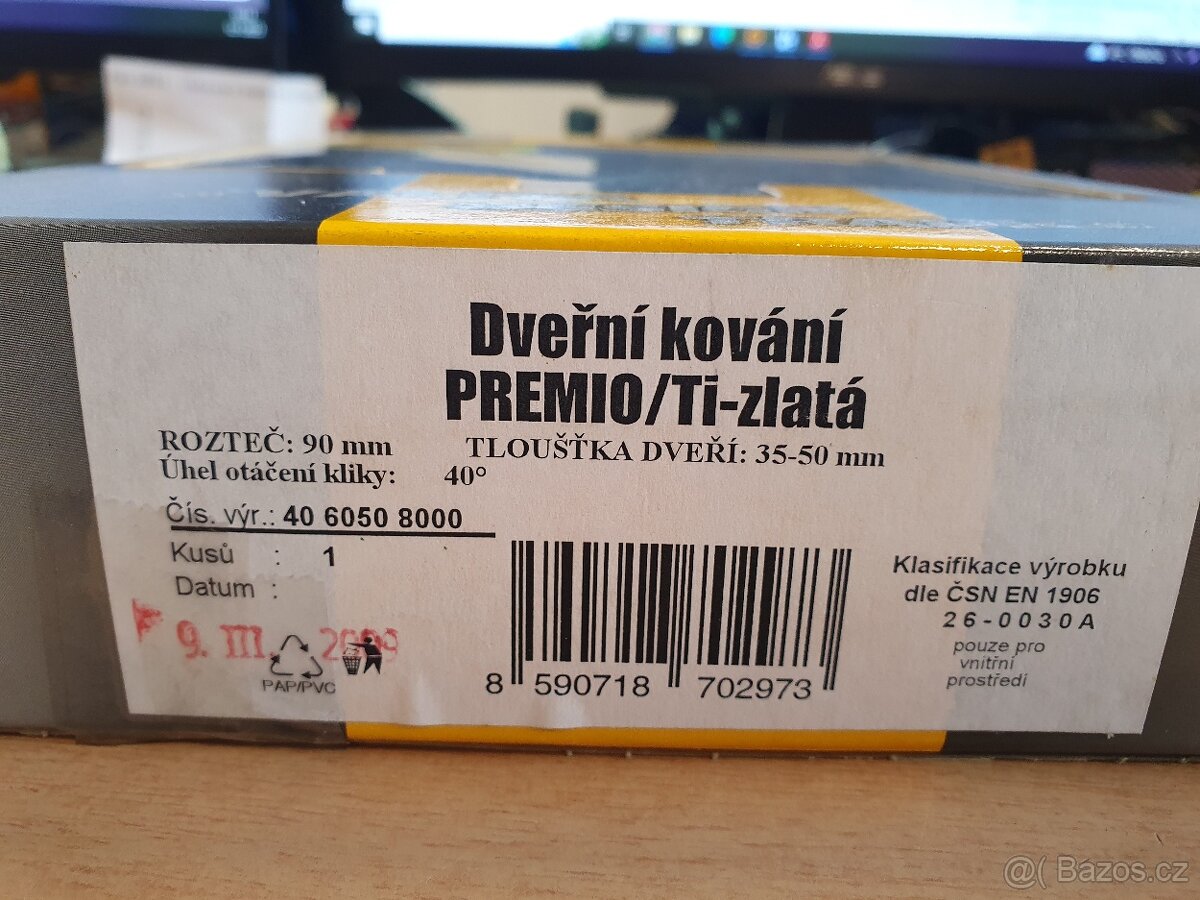 Dveřní kování
PREMIO/Ti-zlatá
ROZTEČ: 90 mm TLOUŠŤKA DVEŘÍ: 35-50 mm
Úhel otáčení kliky: 40°
Čís. výr.: 40 6050 8000
Kusů : 1
Datum :
9. III.
PAP/PVC
8 590718 702973
Klasifikace výrobku
dle ČSN EN 1906
26-0030A
pouze pro
vnitřní
prostředí
@( Bazos.cz